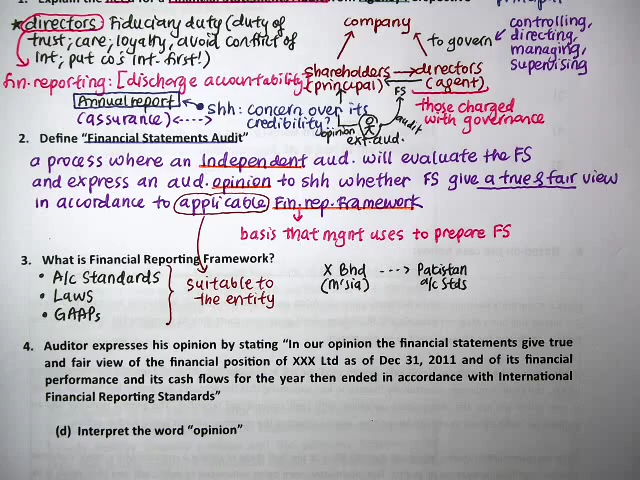 * directors Fiduciary duty (duty of
trust; care; loyalty; avoid conflict of
int; put co's int. first!)
company
to govern
controlling,
directing,
managing,
supervising
fin. reporting: [discharge accountability]
shareholders
(principal)
directors
(agent)
FS
those charged
with governance
Annual report
(assurance)
shh: concern over its
credibility?
opinion
ext. aud.
audit
2. Define "Financial Statements Audit"
a process where an independent aud. will evaluate the FS
and express an aud. opinion to shh whether FS give a true & fair view
in accordance to applicable Fin. rep. framework
basis that mgmt uses to prepare FS
3. What is Financial Reporting Framework?
• A/c Standards
• Laws
• GAAPs
suitable to
the entity
X Bhd ---> Pakistan
(m'sia) a/c Stds
4. Auditor expresses his opinion by stating "In our opinion the financial statements give true
and fair view of the financial position of XXX Ltd as of Dec 31, 2011 and of its financial
performance and its cash flows for the year then ended in accordance with International
Financial Reporting Standards"
(d) Interpret the word "opinion"